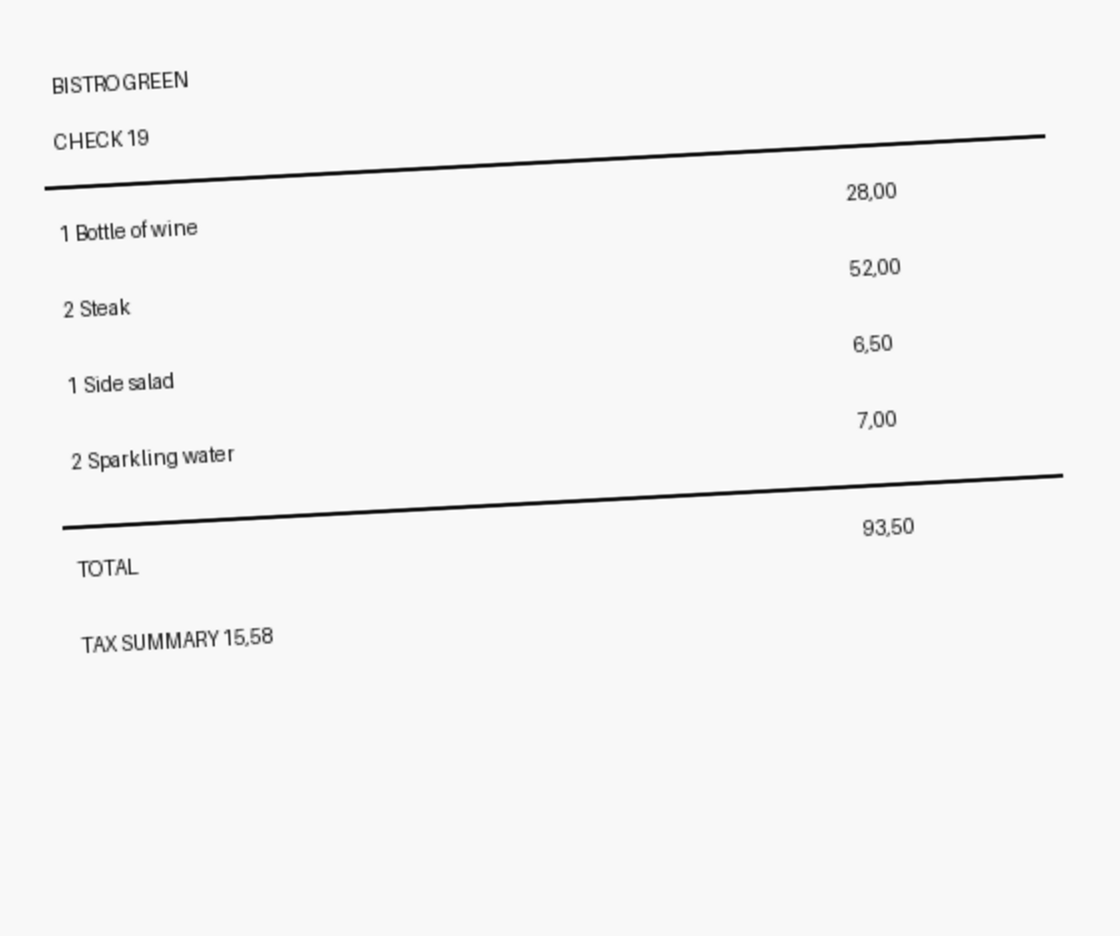 BISTRO GREEN
CHECK 19
1 Bottle of wine 28,00
2 Steak 52,00
1 Side salad 6,50
2 Sparkling water 7,00
TOTAL 93,50
TAX SUMMARY 15,58